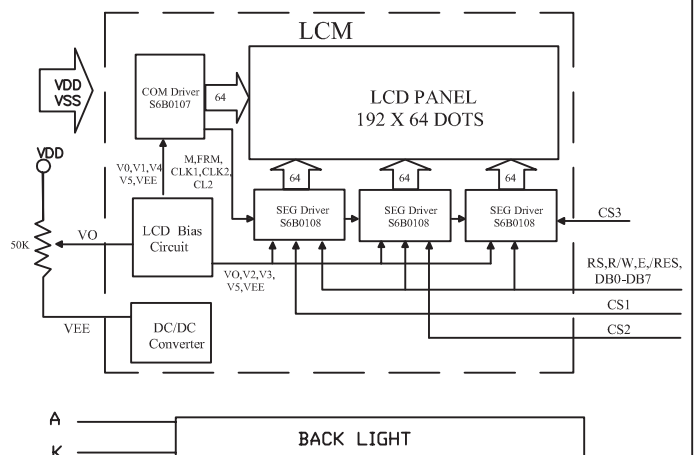 LCM
VDD
VSS
COM Driver
S6B0107
64
LCD PANEL
192 X 64 DOTS
VDD
V0,V1,V4
V5,VEE
M,FRM,
CLK1,CLK2,
CL2
64
64
64
50K
VO
LCD Bias
Circuit
SEG Driver
S6B0108
SEG Driver
S6B0108
SEG Driver
S6B0108
CS3
VO,V2,V3,
V5,VEE
RS,R/W,E,/RES,
DB0-DB7
CS1
CS2
VEE
DC/DC
Converter
A
K
BACK LIGHT